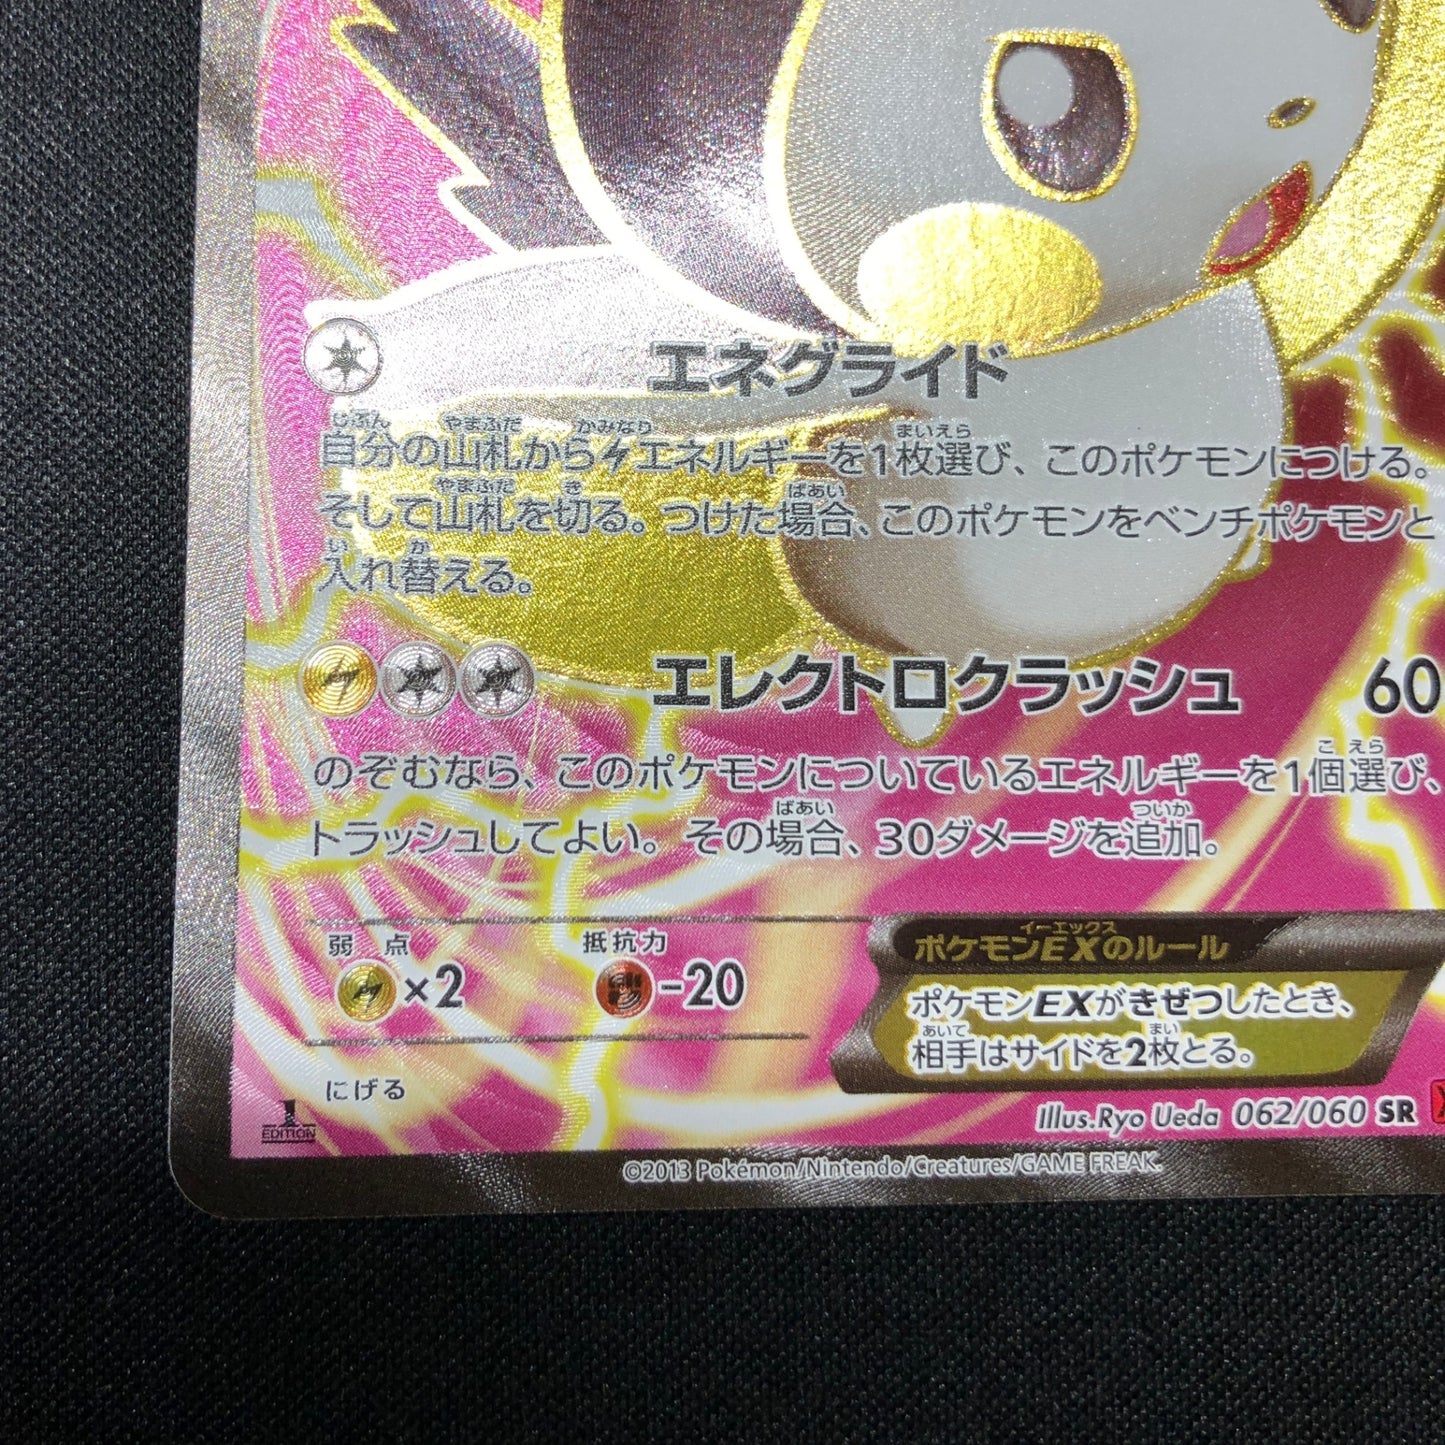 エネグライド
自分の山札からエネルギーを1枚選び、このポケモンにつける。
そして山札を切る。つけた場合、このポケモンをベンチポケモンと
入れ替える。
エレクトロクラッシュ 60
のぞむなら、このポケモンについているエネルギーを1個選び、
トラッシュしてよい。その場合、30ダメージを追加。
弱点 抵抗力
×2 -20
にげる
ポケモンEXのルール
ポケモンEXがきぜつしたとき、
相手はサイドを2枚とる。
1 EDITION
Illus.Ryo Ueda 062/060 SR
©2013 Pokémon/Nintendo/Creatures/GAME FREAK.